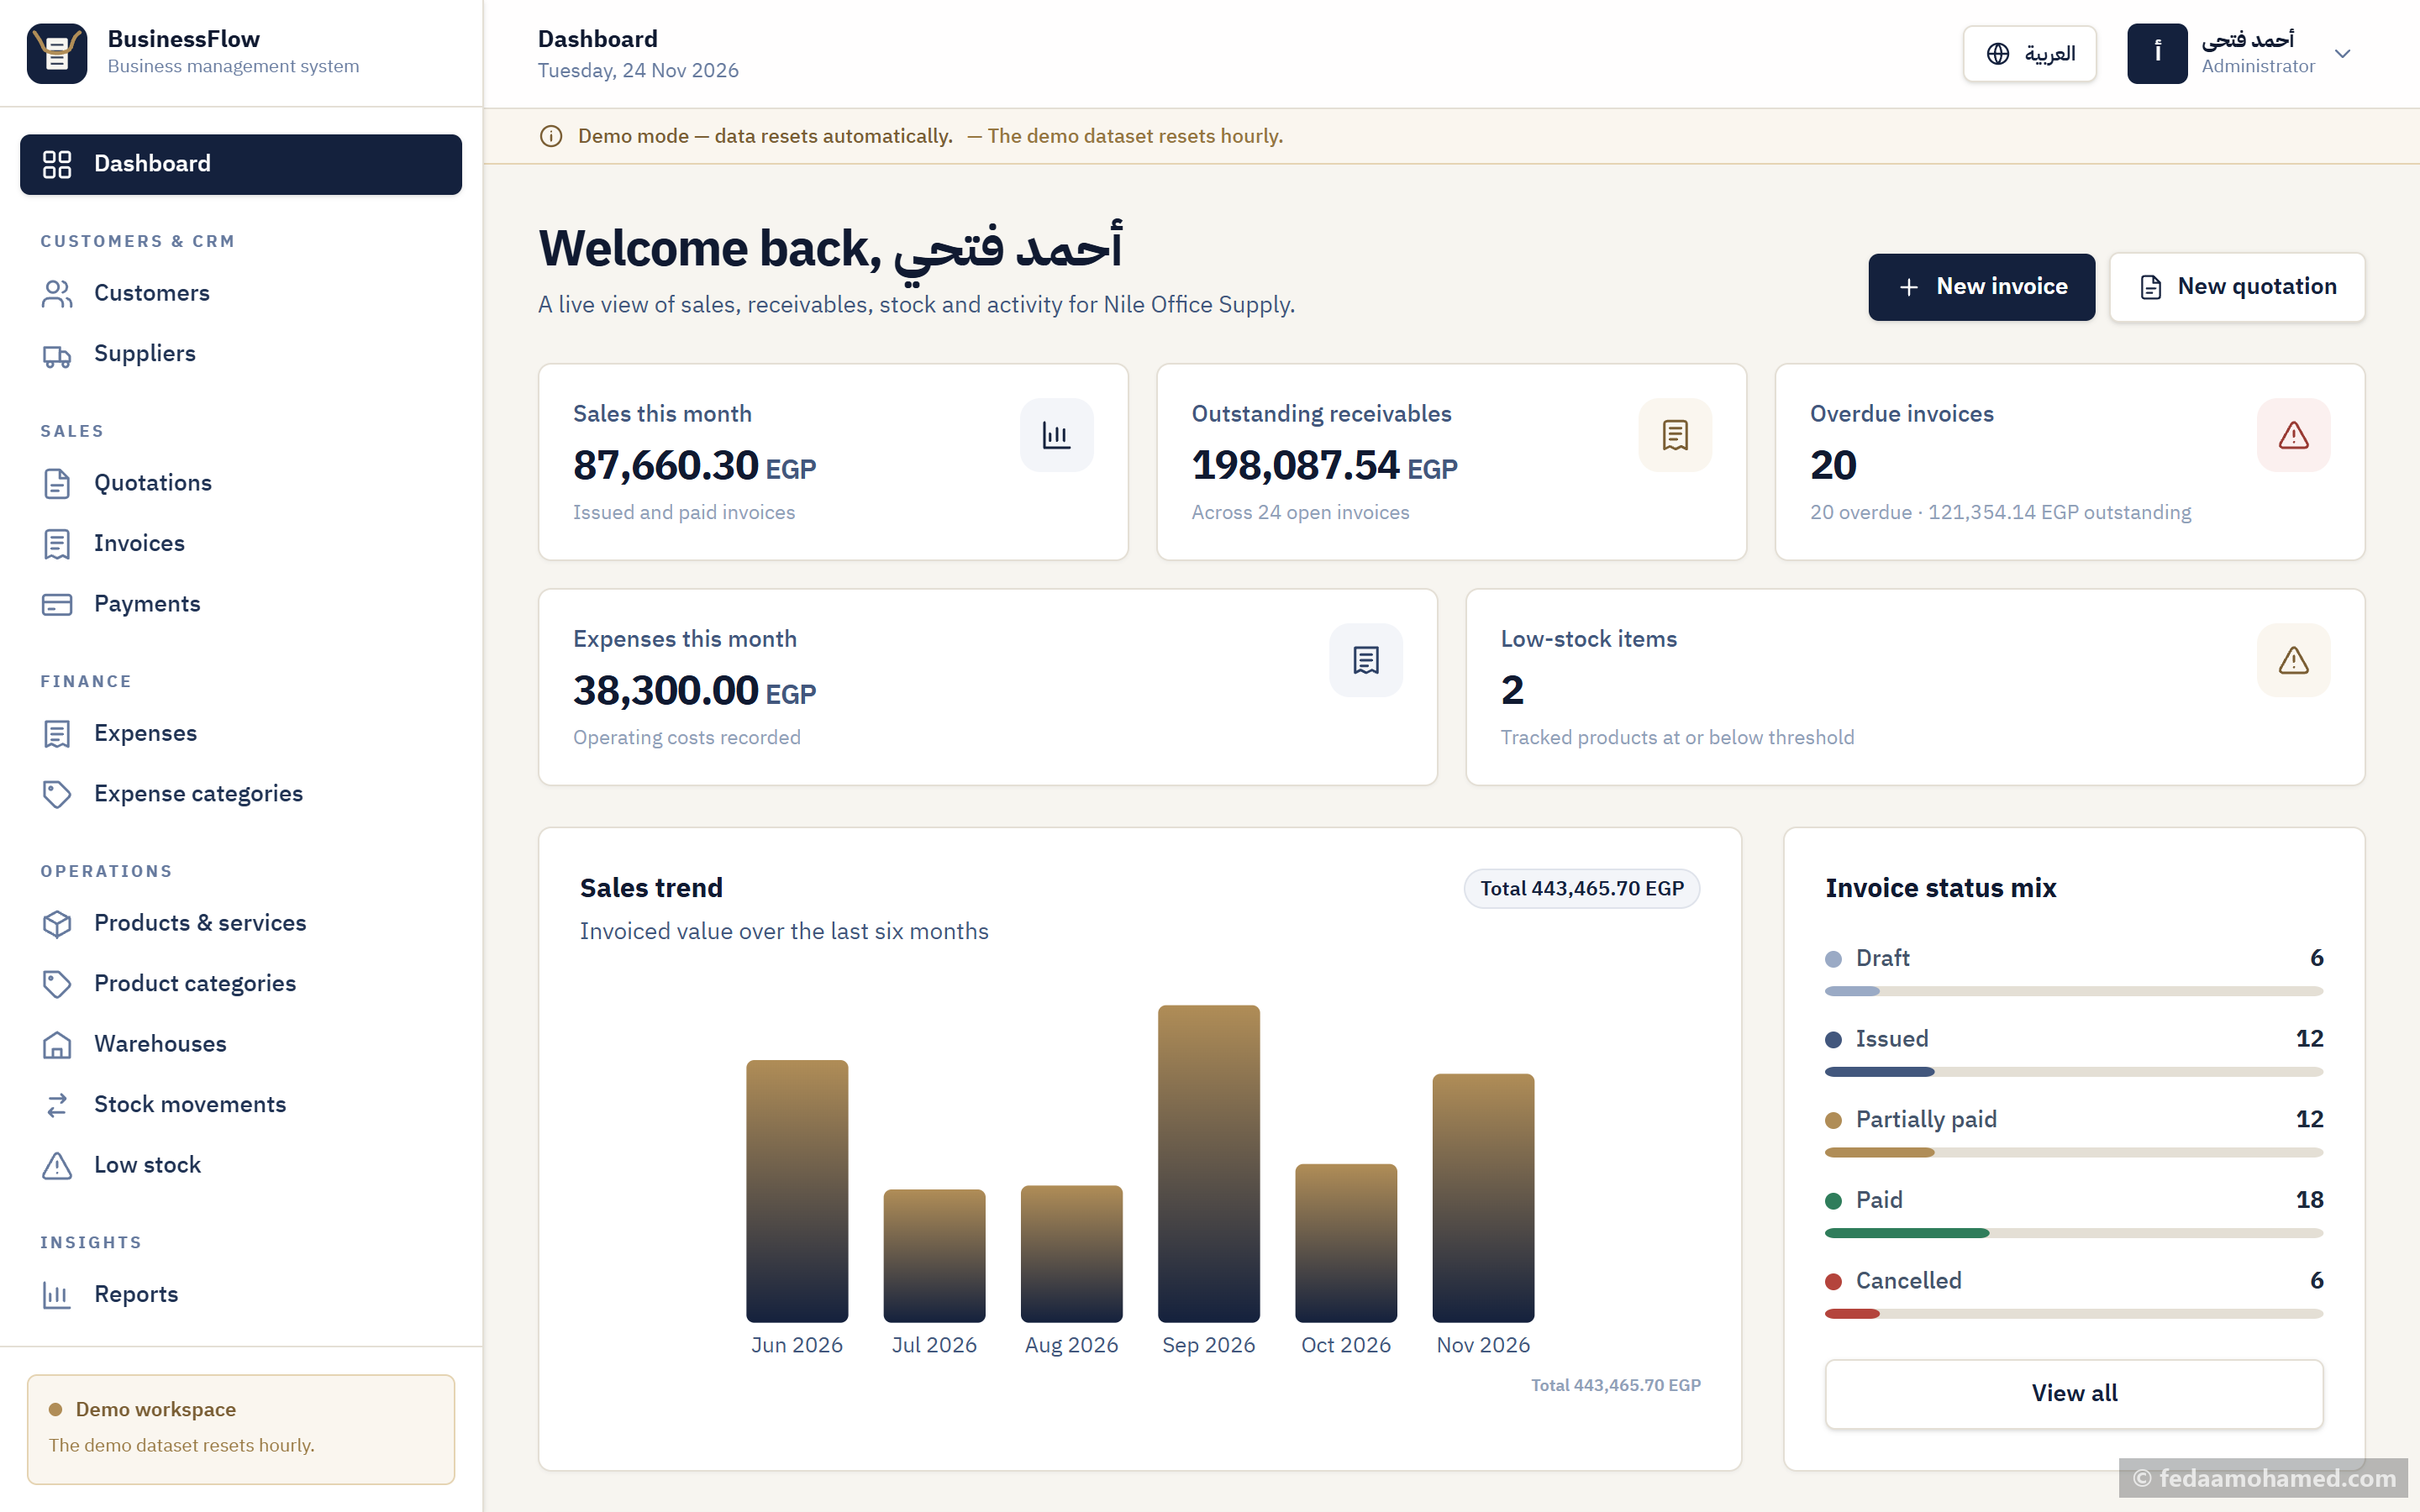 BusinessFlow
Business management system
Dashboard
CUSTOMERS & CRM
Customers
Suppliers
SALES
Quotations
Invoices
Payments
FINANCE
Expenses
Expense categories
OPERATIONS
Products & services
Product categories
Warehouses
Stock movements
Low stock
INSIGHTS
Reports
Demo workspace
The demo dataset resets hourly.
Dashboard
Tuesday, 24 Nov 2026
العربية
أ
أحمد فتحي
Administrator
Demo mode — data resets automatically. — The demo dataset resets hourly.
Welcome back, أحمد فتحي
A live view of sales, receivables, stock and activity for Nile Office Supply.
New invoice
New quotation
Sales this month
87,660.30 EGP
Issued and paid invoices
Outstanding receivables
198,087.54 EGP
Across 24 open invoices
Overdue invoices
20
20 overdue · 121,354.14 EGP outstanding
Expenses this month
38,300.00 EGP
Operating costs recorded
Low-stock items
2
Tracked products at or below threshold
Sales trend
Total 443,465.70 EGP
Invoiced value over the last six months
Jun 2026 Jul 2026 Aug 2026 Sep 2026 Oct 2026 Nov 2026
Total 443,465.70 EGP
Invoice status mix
Draft 6
Issued 12
Partially paid 12
Paid 18
Cancelled 6
View all
© fedaamohamed.com